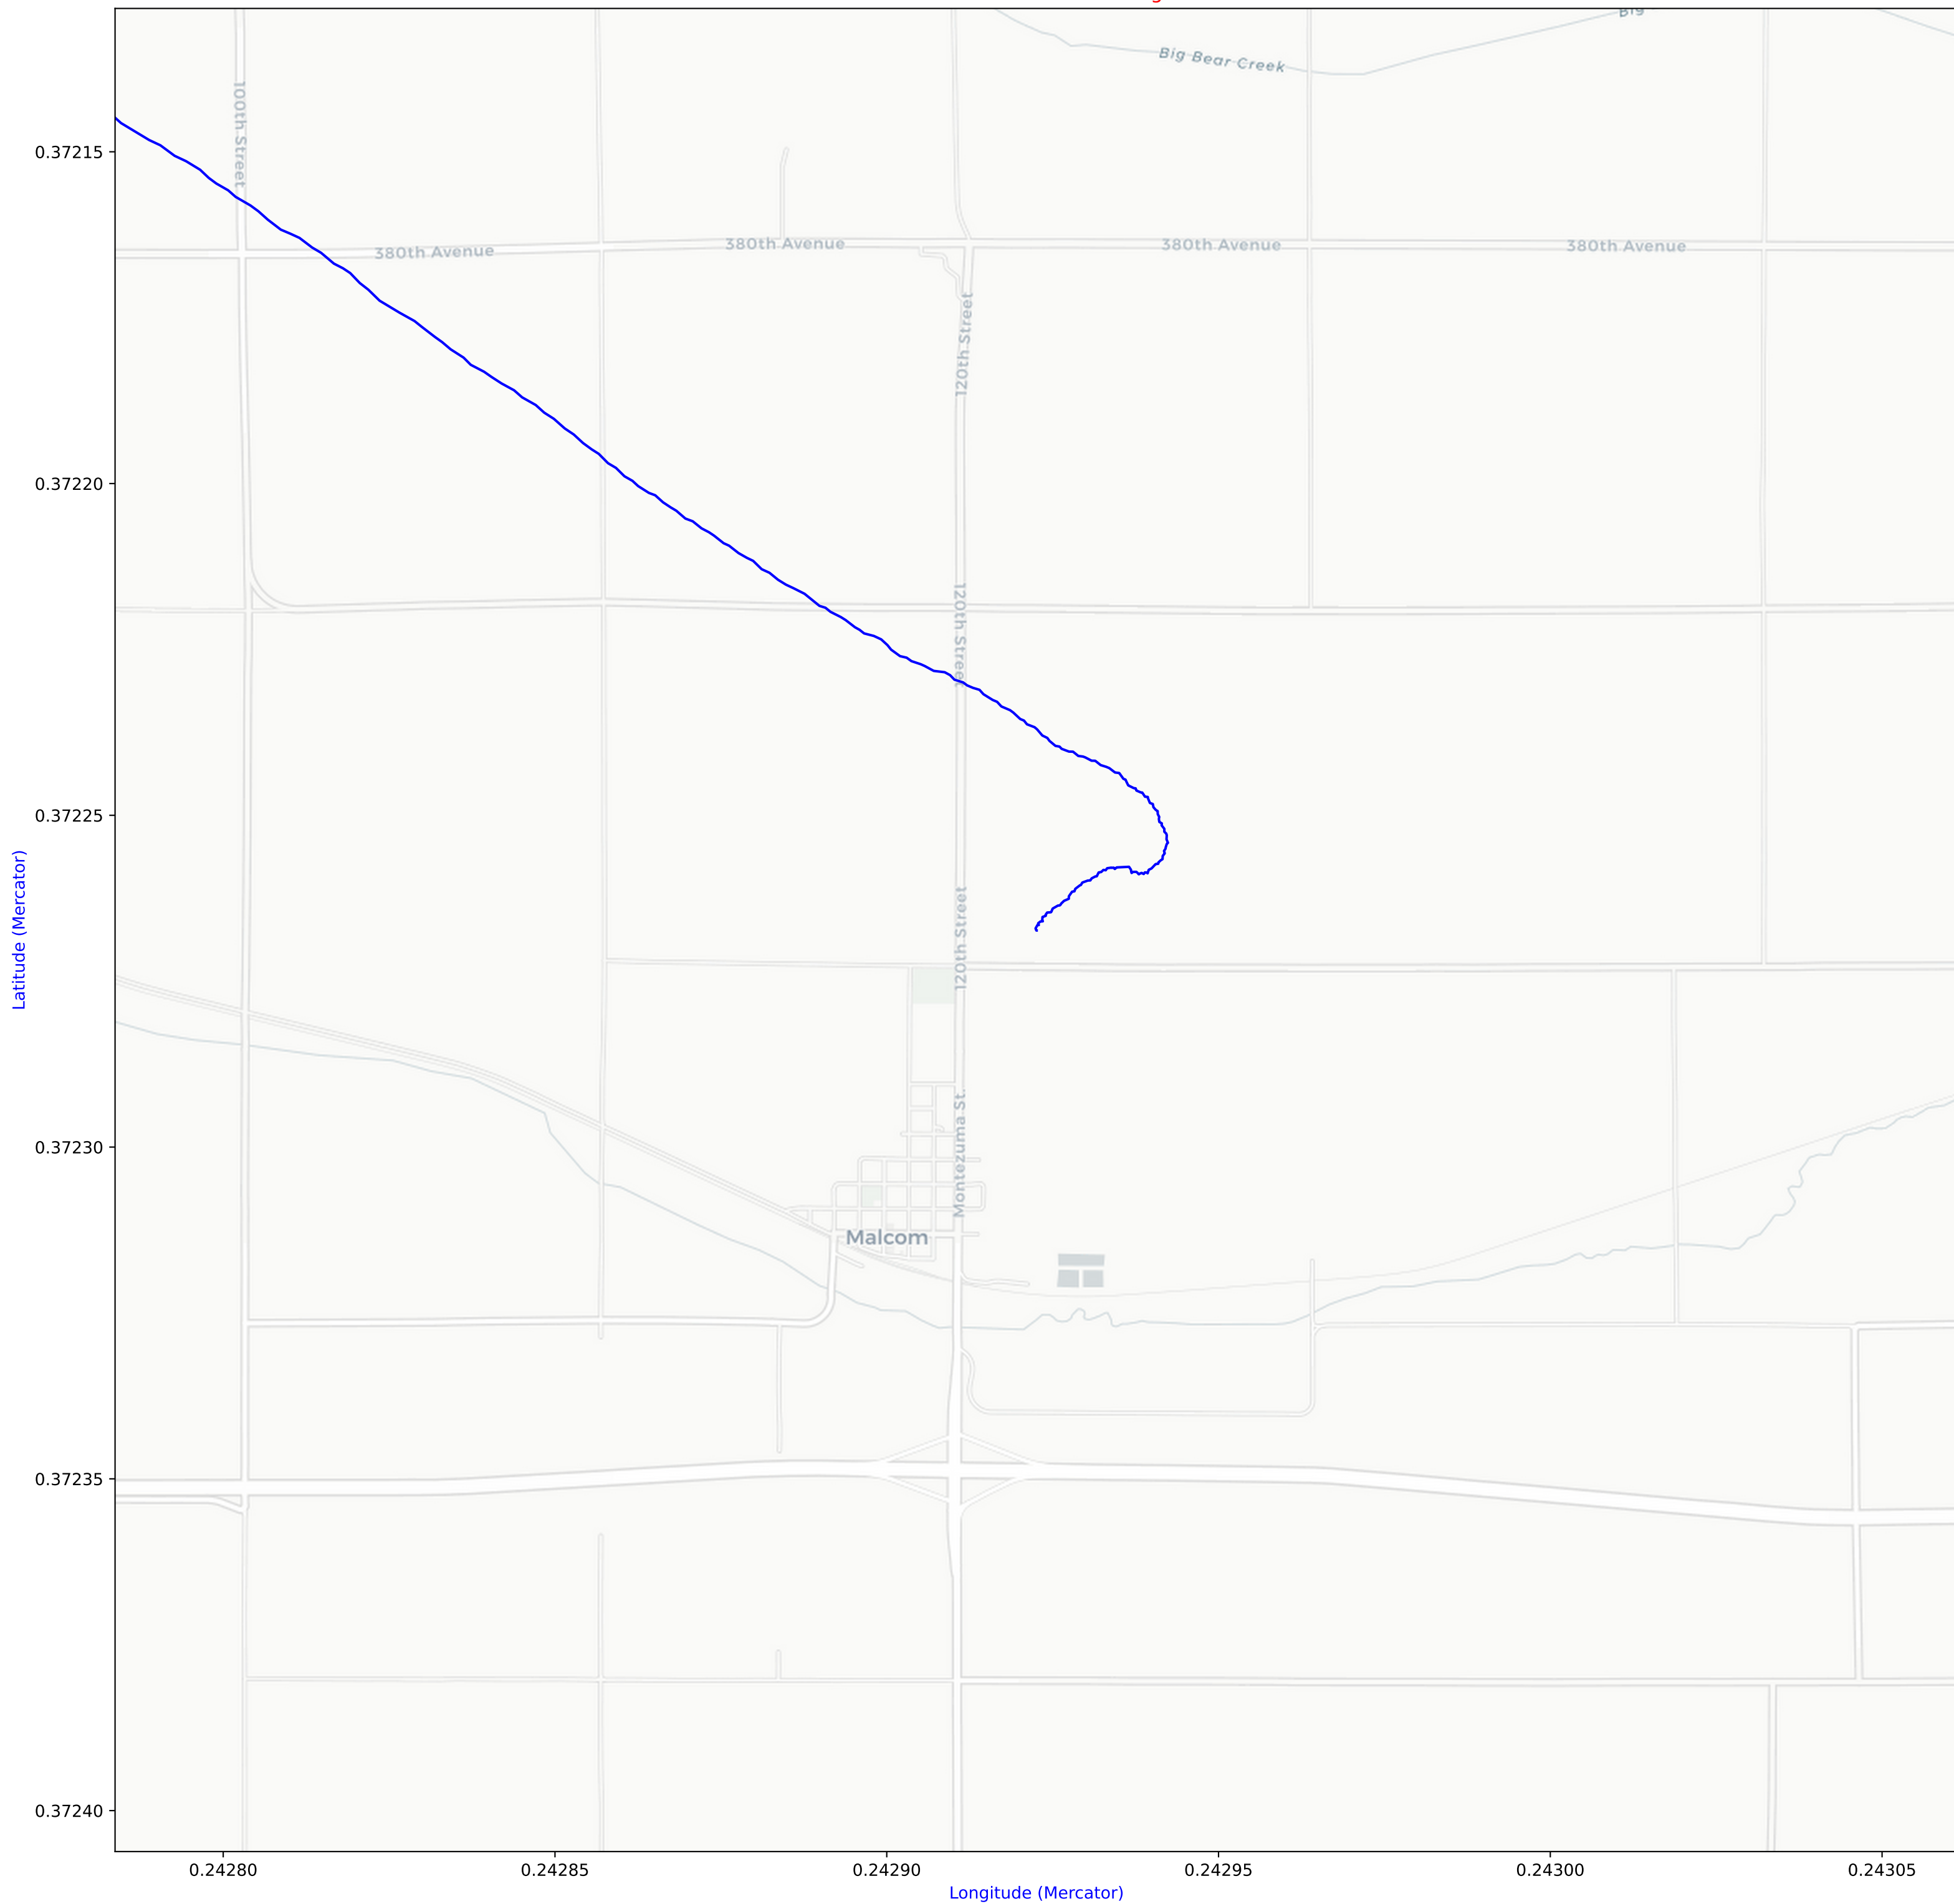 Big
Big Bear Creek
100th Street
0.37215
380th Avenue
380th Avenue
380th Avenue
380th Avenue
120th Street
0.37220
120th Street
0.37225
Latitude (Mercator)
120th Street
Montezuma St.
0.37230
Malcom
0.37235
0.37240
0.24280
0.24285
0.24290
0.24295
0.24300
0.24305
Longitude (Mercator)